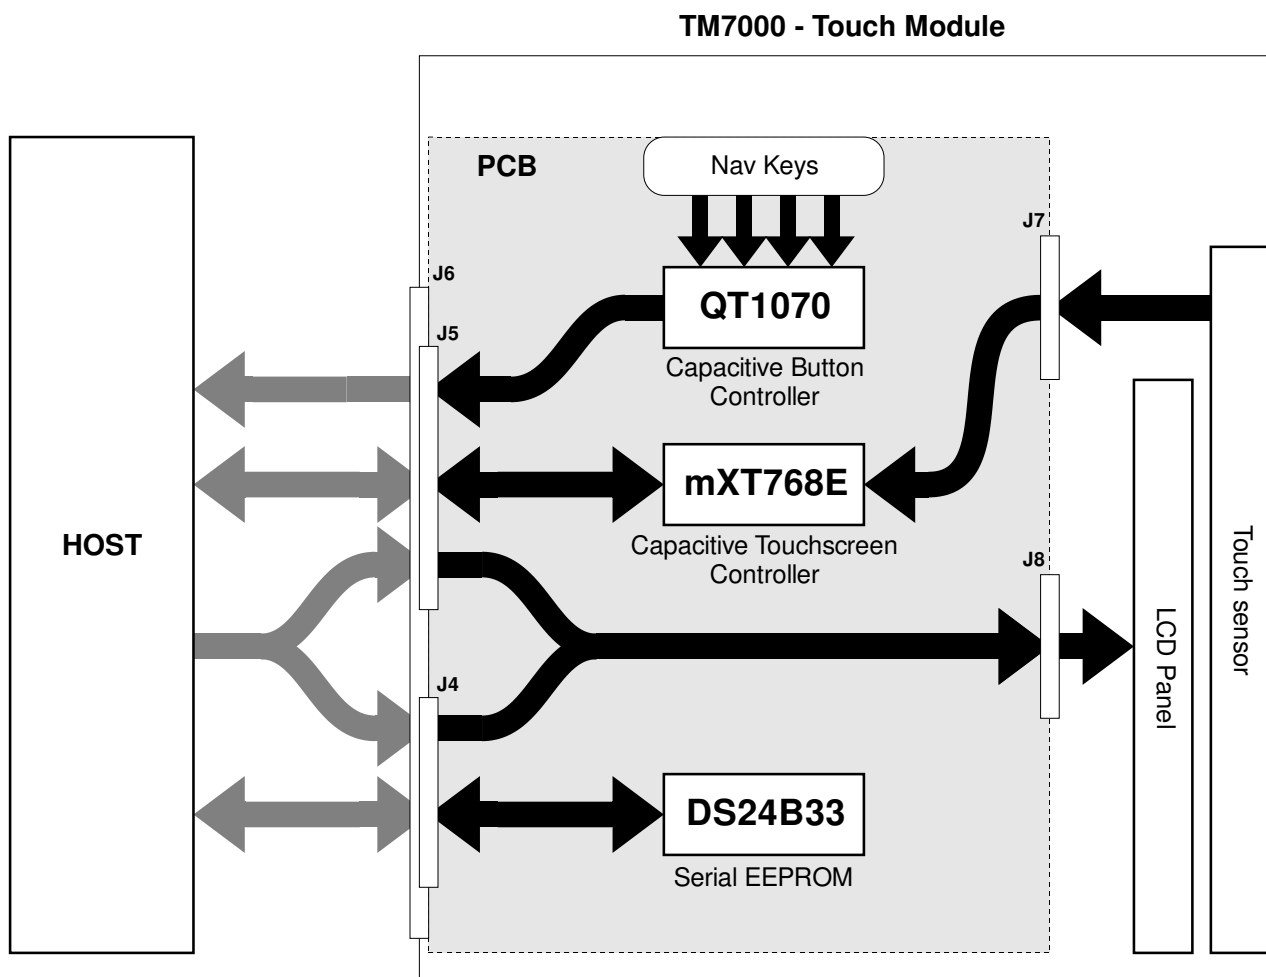 TM7000 - Touch Module
PCB
Nav Keys
J7
J6
QT1070
J5
Capacitive Button
Controller
mXT768E
HOST
Capacitive Touchscreen
Controller
J8
Touch sensor
LCD Panel
J4
DS24B33
Serial EEPROM